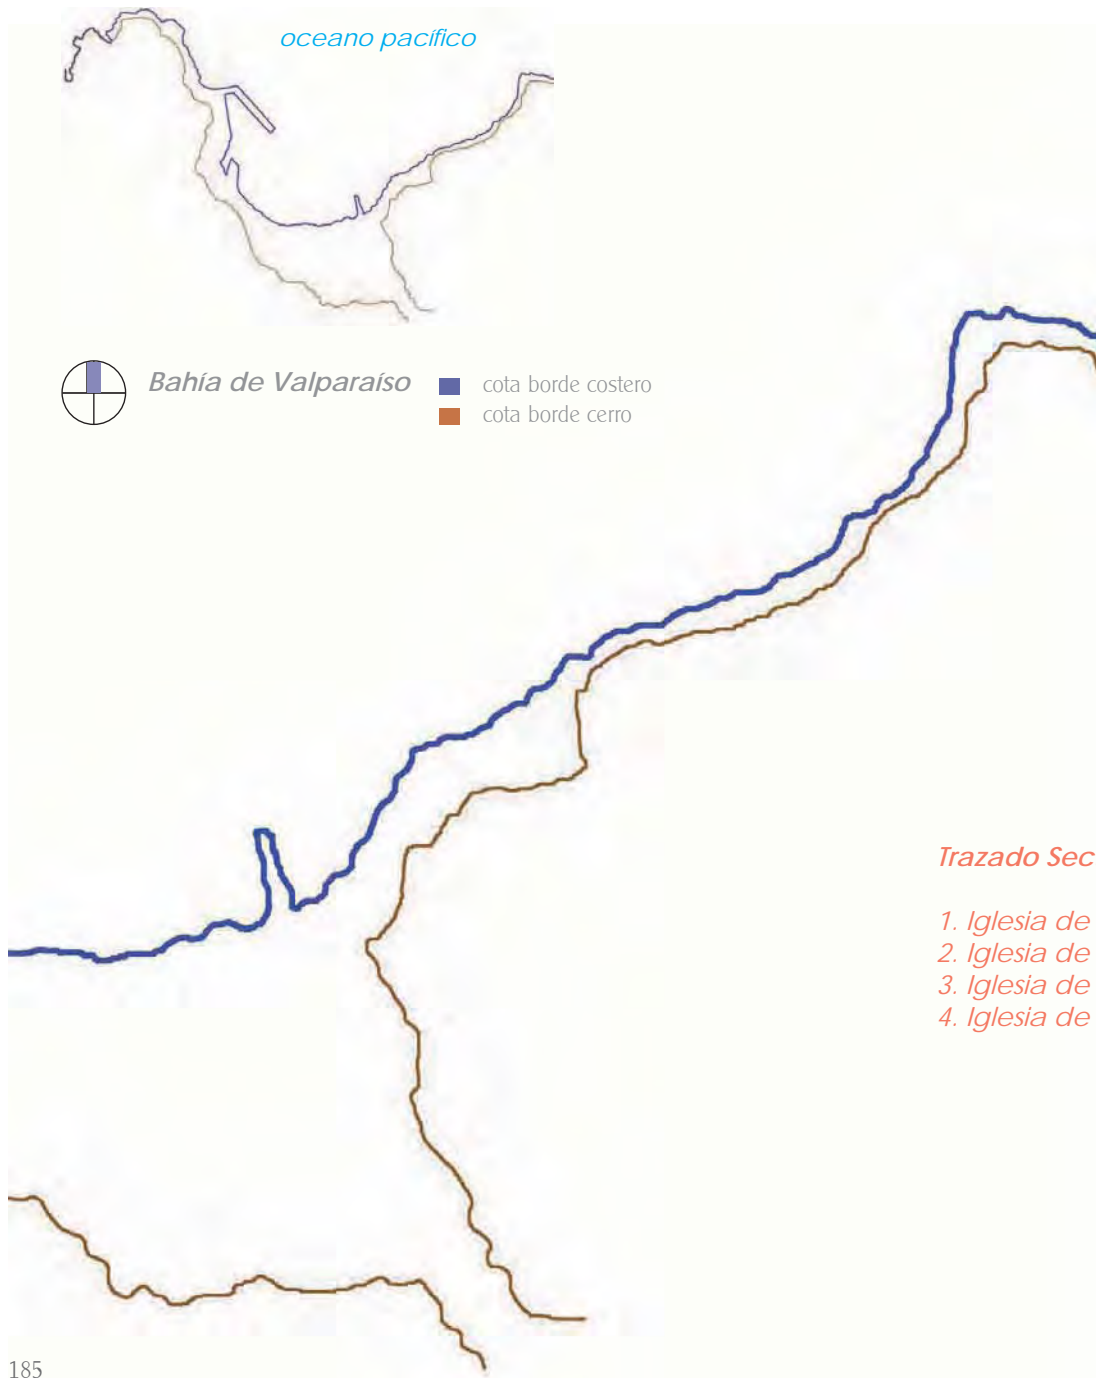 oceano pacífico
Bahía de Valparaíso
cota borde costero
cota borde cerro
Trazado Sec
1. Iglesia de
2. Iglesia de
3. Iglesia de
4. Iglesia de
185